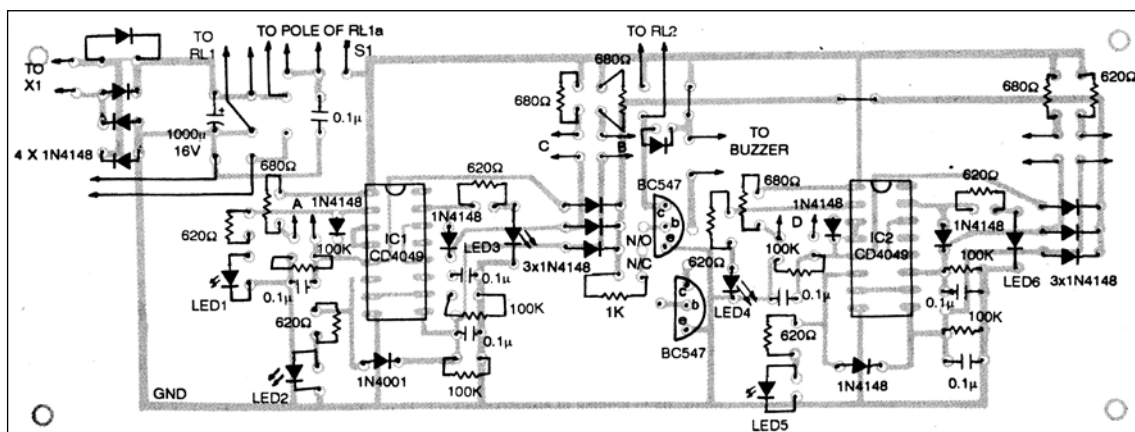 TO
X1
TO
RL1
TO POLE OF RL1a
S1
TO RL2
680Ω
680Ω
680Ω
620Ω
0.1μ
1000μ
16V
4 X 1N4148
C
B
TO
BUZZER
680Ω
620Ω
BC547
680Ω
620Ω
1N4148
A
1N4148
1N4148
D
1N4148
620Ω
100K
IC1
CD4049
LED3
N/O
N/C
c
b
e
620Ω
100K
IC2
CD4049
100K
3x1N4148
LED6
3x1N4148
LED1
0.1μ
0.1μ
100K
1K
c
b
e
LED4
0.1μ
0.1μ
100K
620Ω
0.1μ
BC547
620Ω
GND
LED2
1N4001
100K
1N4148
0.1μ
LED5